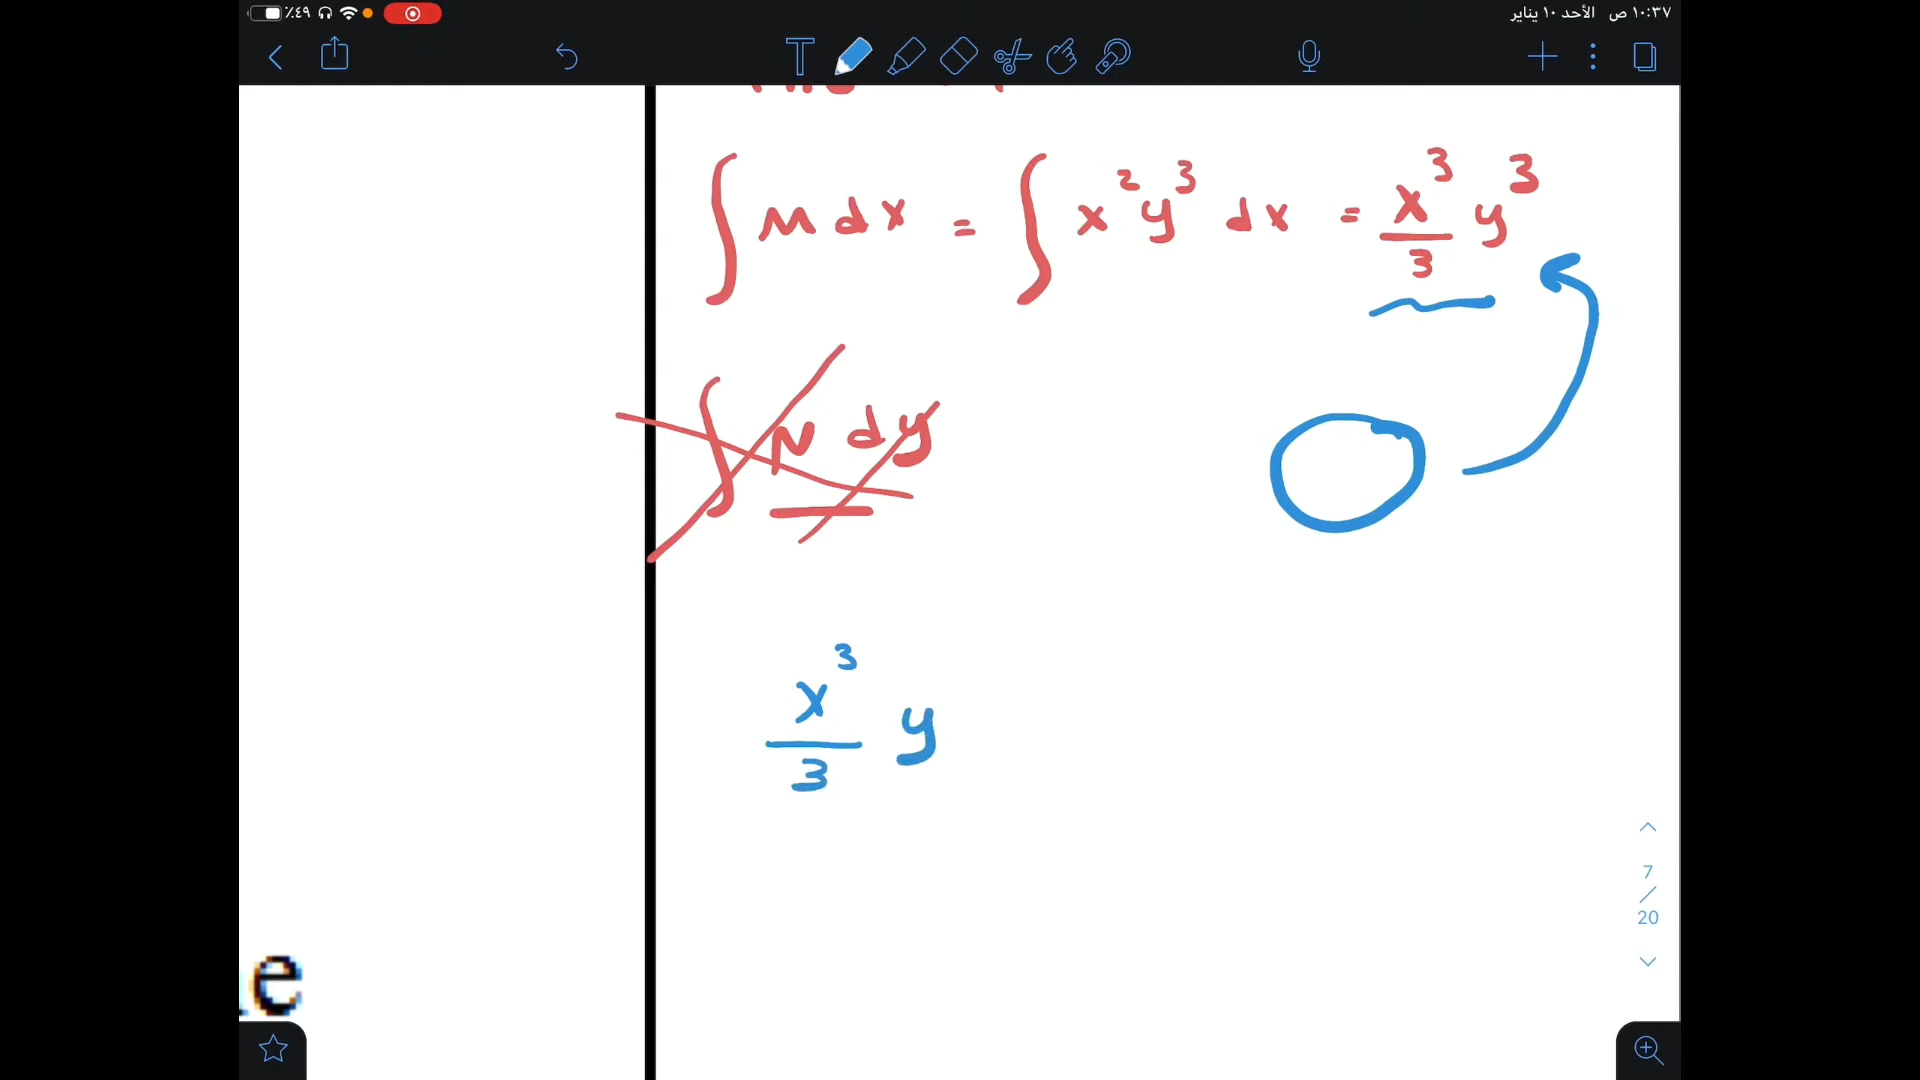 ٪٤٩
١٠:٣٧ ص الأحد ١٠ يناير
T
∫ M dx = ∫ x²y³ dx = x³/3 y³
∫ N dy
x³/3 y
7
/
20
e